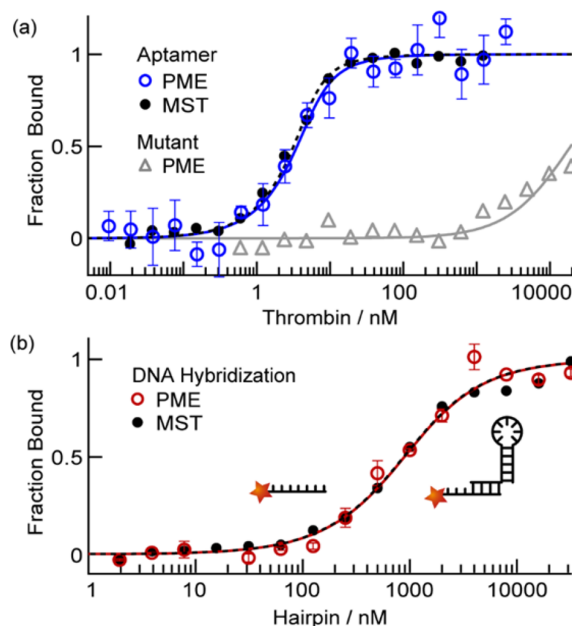 (a)
Fraction Bound
1
0.5
0
Aptamer
PME
MST
Mutant
PME
0.01
1
100
10000
Thrombin / nM
(b)
Fraction Bound
1
0.5
0
DNA Hybridization
PME
MST
1
10
100
1000
10000
Hairpin / nM